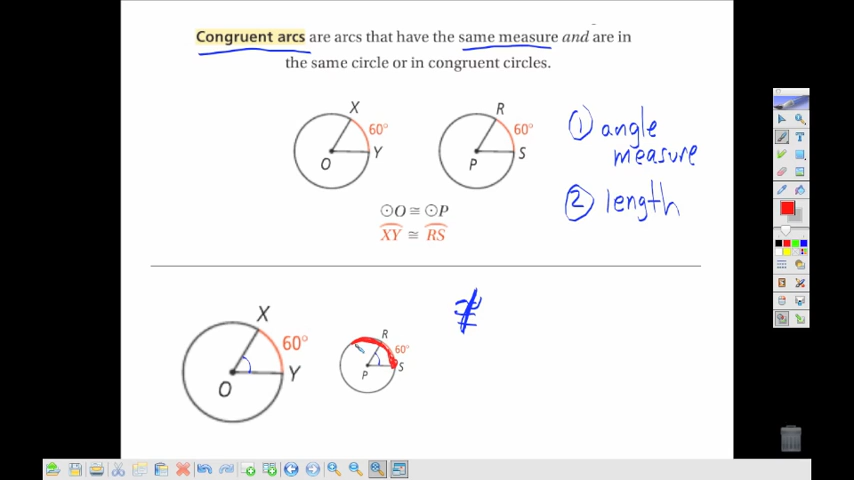 Congruent arcs are arcs that have the same measure and are in
the same circle or in congruent circles.
X
60°
Y
O
R
60°
S
P
① angle
measure
② length
⊙O ≅ ⊙P
XY ≅ RS
≇
X
60°
Y
O
R
60°
S
P
T